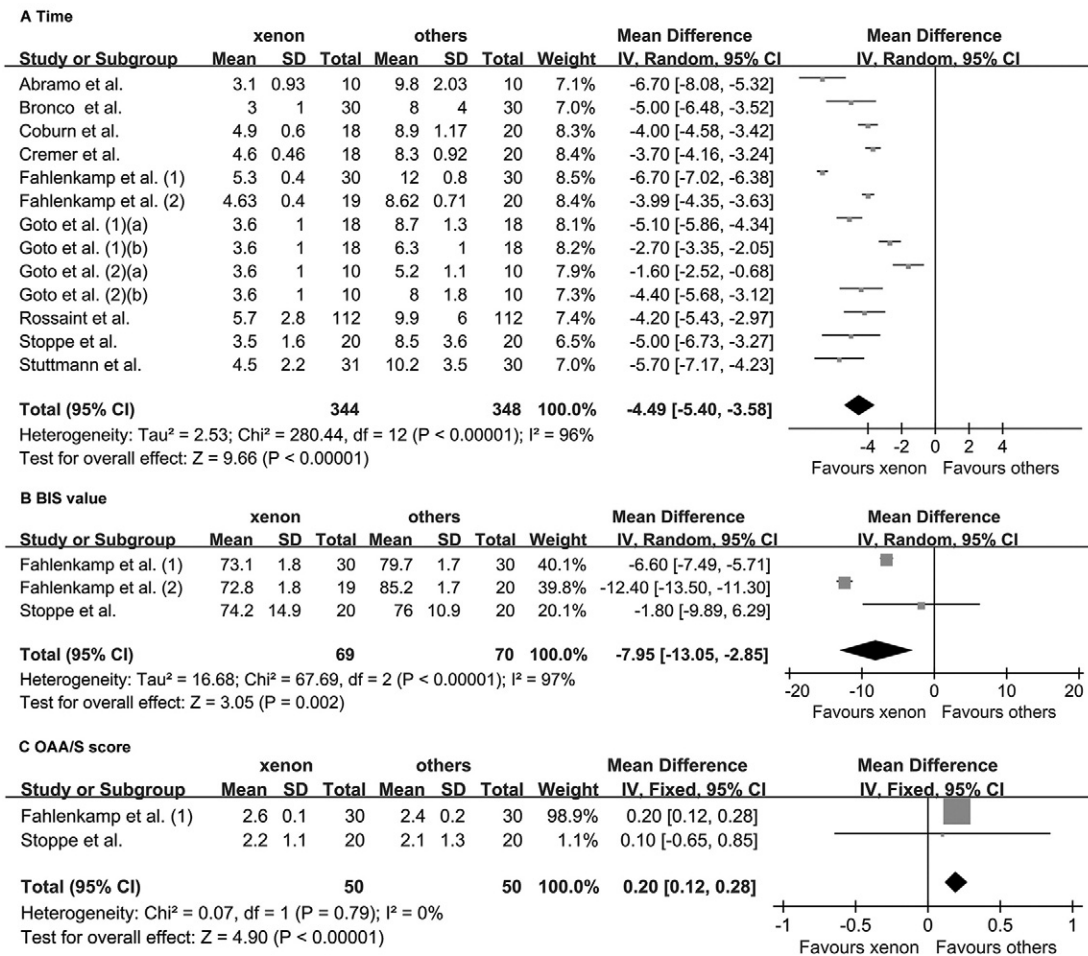 A Time
xenon others Mean Difference Mean Difference
Study or Subgroup Mean SD Total Mean SD Total Weight IV, Random, 95% CI IV, Random, 95% CI
Abramo et al. 3.1 0.93 10 9.8 2.03 10 7.1% -6.70 [-8.08, -5.32]
Bronco et al. 3 1 30 8 4 30 7.0% -5.00 [-6.48, -3.52]
Coburn et al. 4.9 0.6 18 8.9 1.17 20 8.3% -4.00 [-4.58, -3.42]
Cremer et al. 4.6 0.46 18 8.3 0.92 20 8.4% -3.70 [-4.16, -3.24]
Fahlenkamp et al. (1) 5.3 0.4 30 12 0.8 30 8.5% -6.70 [-7.02, -6.38]
Fahlenkamp et al. (2) 4.63 0.4 19 8.62 0.71 20 8.4% -3.99 [-4.35, -3.63]
Goto et al. (1)(a) 3.6 1 18 8.7 1.3 18 8.1% -5.10 [-5.86, -4.34]
Goto et al. (1)(b) 3.6 1 18 6.3 1 18 8.2% -2.70 [-3.35, -2.05]
Goto et al. (2)(a) 3.6 1 10 5.2 1.1 10 7.9% -1.60 [-2.52, -0.68]
Goto et al. (2)(b) 3.6 1 10 8 1.8 10 7.3% -4.40 [-5.68, -3.12]
Rossaint et al. 5.7 2.8 112 9.9 6 112 7.4% -4.20 [-5.43, -2.97]
Stoppe et al. 3.5 1.6 20 8.5 3.6 20 6.5% -5.00 [-6.73, -3.27]
Stuttmann et al. 4.5 2.2 31 10.2 3.5 30 7.0% -5.70 [-7.17, -4.23]
Total (95% CI) 344 348 100.0% -4.49 [-5.40, -3.58]
Heterogeneity: Tau² = 2.53; Chi² = 280.44, df = 12 (P < 0.00001); I² = 96%
Test for overall effect: Z = 9.66 (P < 0.00001)
-4 -2 0 2 4
Favours xenon Favours others
B BIS value
xenon others Mean Difference Mean Difference
Study or Subgroup Mean SD Total Mean SD Total Weight IV, Random, 95% CI IV, Random, 95% CI
Fahlenkamp et al. (1) 73.1 1.8 30 79.7 1.7 30 40.1% -6.60 [-7.49, -5.71]
Fahlenkamp et al. (2) 72.8 1.8 19 85.2 1.7 20 39.8% -12.40 [-13.50, -11.30]
Stoppe et al. 74.2 14.9 20 76 10.9 20 20.1% -1.80 [-9.89, 6.29]
Total (95% CI) 69 70 100.0% -7.95 [-13.05, -2.85]
Heterogeneity: Tau² = 16.68; Chi² = 67.69, df = 2 (P < 0.00001); I² = 97%
Test for overall effect: Z = 3.05 (P = 0.002)
-20 -10 0 10 20
Favours xenon Favours others
C OAA/S score
xenon others Mean Difference Mean Difference
Study or Subgroup Mean SD Total Mean SD Total Weight IV, Fixed, 95% CI IV, Fixed, 95% CI
Fahlenkamp et al. (1) 2.6 0.1 30 2.4 0.2 30 98.9% 0.20 [0.12, 0.28]
Stoppe et al. 2.2 1.1 20 2.1 1.3 20 1.1% 0.10 [-0.65, 0.85]
Total (95% CI) 50 50 100.0% 0.20 [0.12, 0.28]
Heterogeneity: Chi² = 0.07, df = 1 (P = 0.79); I² = 0%
Test for overall effect: Z = 4.90 (P < 0.00001)
-1 -0.5 0 0.5 1
Favours xenon Favours others